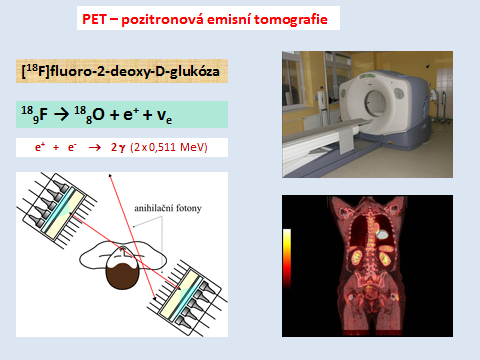 PET – pozitronová emisní tomografie
[¹⁸F]fluoro-2-deoxy-D-glukóza
¹⁸₉F → ¹⁸₈O + e⁺ + νₑ
e⁺ + e⁻ → 2 γ (2 x 0,511 MeV)
anihilační fotony